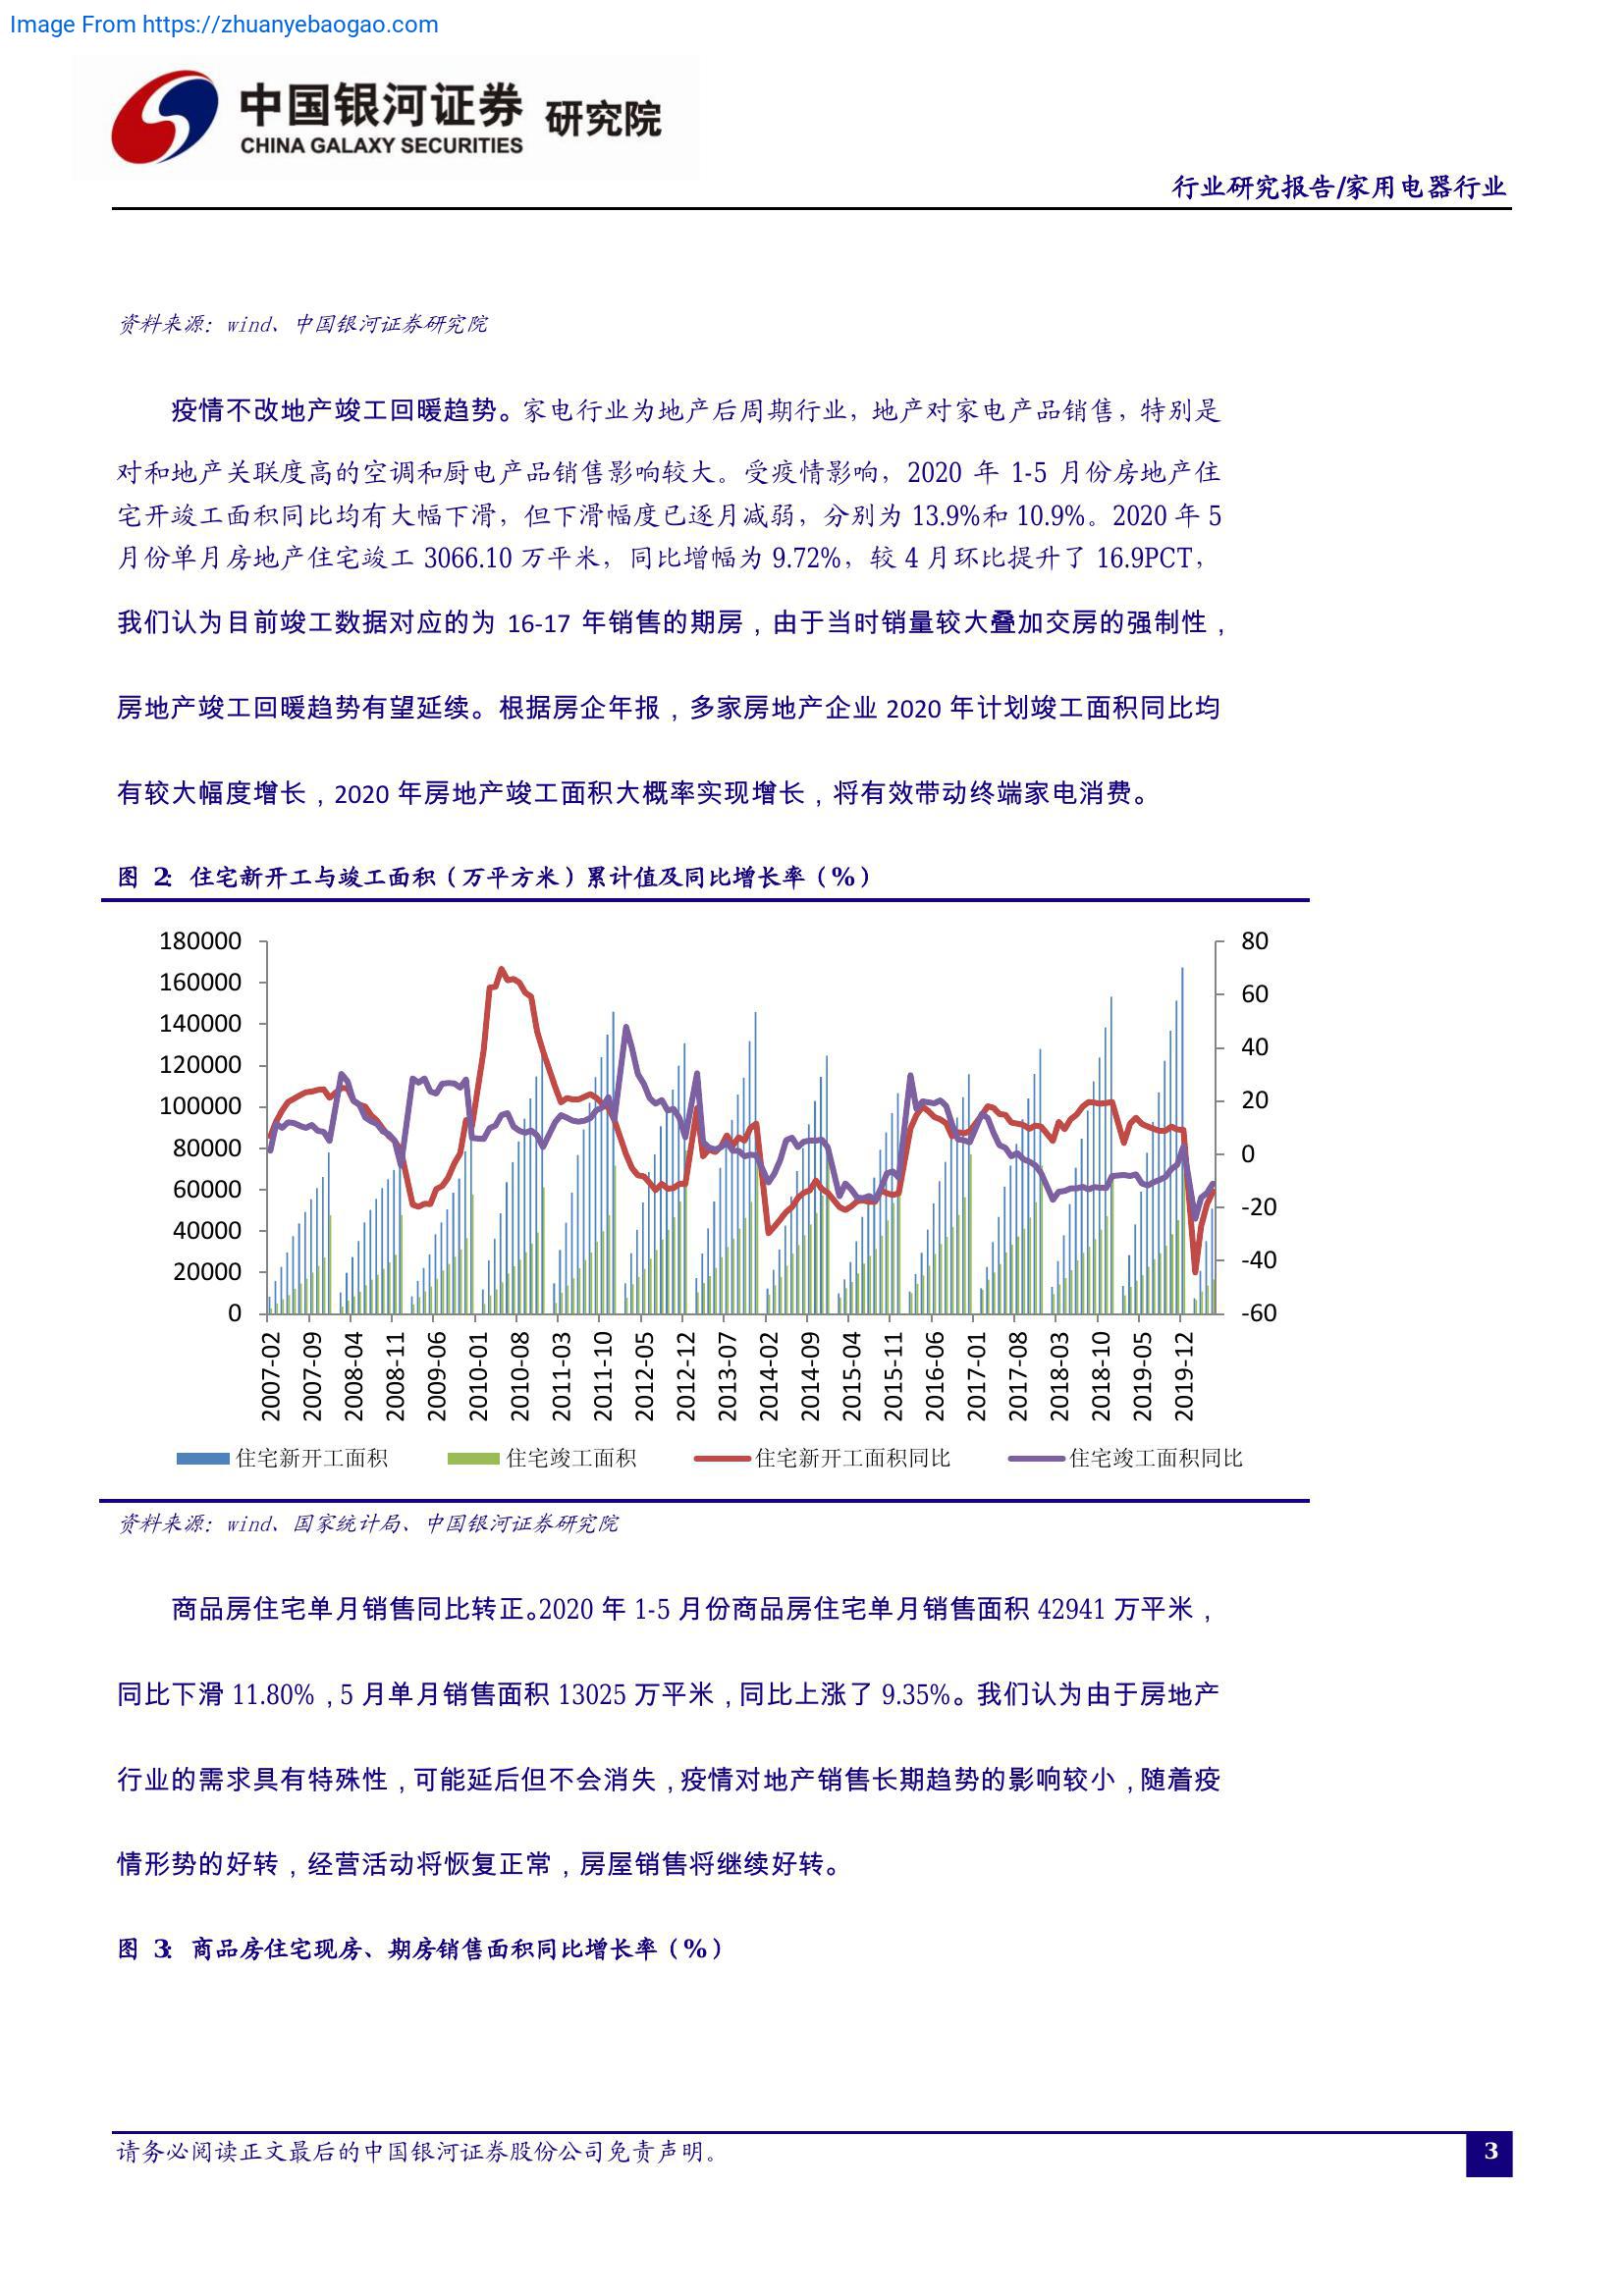 Image From https://zhuanyebaogao.com
中国银河证券 研究院
CHINA GALAXY SECURITIES
行业研究报告/家用电器行业
资料来源：wind、中国银河证券研究院
疫情不改地产竣工回暖趋势。家电行业为地产后周期行业，地产对家电产品销售，特别是
对和地产关联度高的空调和厨电产品销售影响较大。受疫情影响，2020 年 1-5 月份房地产住
宅开竣工面积同比均有大幅下滑，但下滑幅度已逐月减弱，分别为 13.9%和 10.9%。2020 年 5
月份单月房地产住宅竣工 3066.10 万平米，同比增幅为 9.72%，较 4 月环比提升了 16.9PCT，
我们认为目前竣工数据对应的为 16-17 年销售的期房，由于当时销量较大叠加交房的强制性，
房地产竣工回暖趋势有望延续。根据房企年报，多家房地产企业 2020 年计划竣工面积同比均
有较大幅度增长，2020 年房地产竣工面积大概率实现增长，将有效带动终端家电消费。
图 2：住宅新开工与竣工面积（万平方米）累计值及同比增长率（%）
180000
160000
140000
120000
100000
80000
60000
40000
20000
0
80
60
40
20
0
-20
-40
-60
2007-02
2007-09
2008-04
2008-11
2009-06
2010-01
2010-08
2011-03
2011-10
2012-05
2012-12
2013-07
2014-02
2014-09
2015-04
2015-11
2016-06
2017-01
2017-08
2018-03
2018-10
2019-05
2019-12
住宅新开工面积 住宅竣工面积 住宅新开工面积同比 住宅竣工面积同比
资料来源：wind、国家统计局、中国银河证券研究院
商品房住宅单月销售同比转正。2020 年 1-5 月份商品房住宅单月销售面积 42941 万平米，
同比下滑 11.80%，5 月单月销售面积 13025 万平米，同比上涨了 9.35%。我们认为由于房地产
行业的需求具有特殊性，可能延后但不会消失，疫情对地产销售长期趋势的影响较小，随着疫
情形势的好转，经营活动将恢复正常，房屋销售将继续好转。
图 3：商品房住宅现房、期房销售面积同比增长率（%）
请务必阅读正文最后的中国银河证券股份公司免责声明。
3